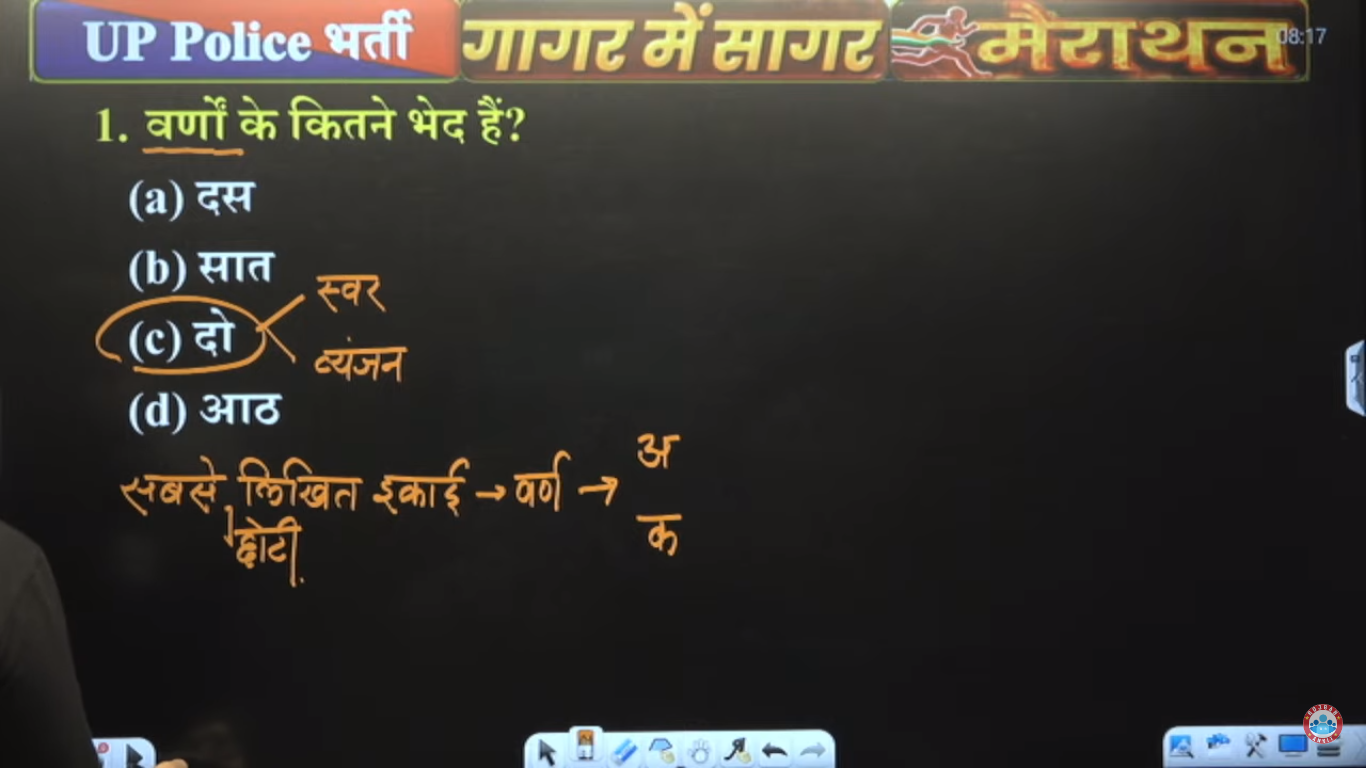 UP Police भर्ती गागर में सागर मैराथन 08:17
1. वर्णों के कितने भेद हैं?
(a) दस
(b) सात
स्वर
(c) दो
व्यंजन
(d) आठ
अ
सबसे लिखित इकाई → वर्ण →
छोटी
क